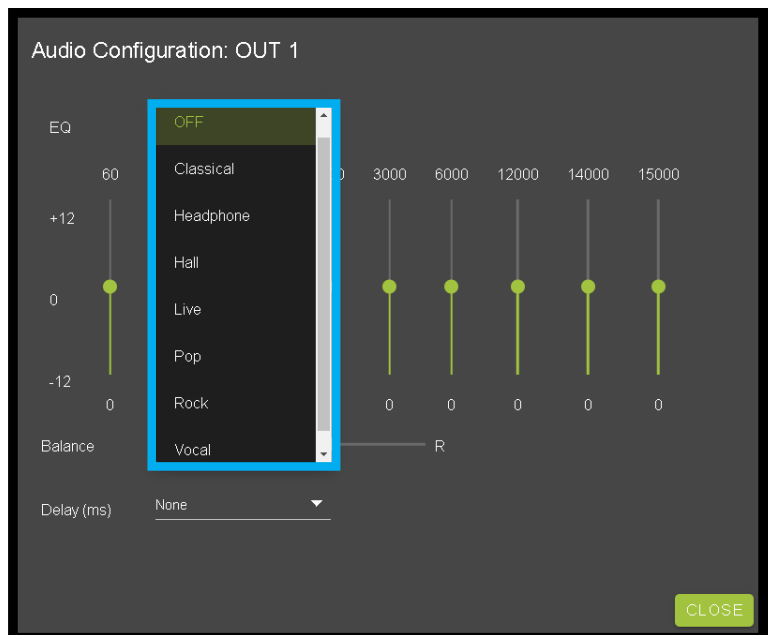 Audio Configuration: OUT 1
EQ
OFF
60
Classical
3000 6000 12000 14000 15000
+12
Headphone
Hall
0
Live
Pop
-12
Rock
0
0 0 0 0 0
Balance
Vocal
R
Delay (ms)
None
CLOSE